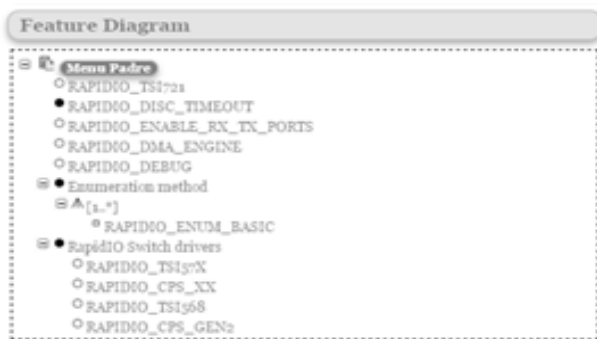 Feature Diagram
Menu Padre
RAPIDIO_TSI721
RAPIDIO_DISC_TIMEOUT
RAPIDIO_ENABLE_RX_TX_PORTS
RAPIDIO_DMA_ENGINE
RAPIDIO_DEBUG
Enumeration method
[1..*]
RAPIDIO_ENUM_BASIC
RapidIO Switch drivers
RAPIDIO_TSI57X
RAPIDIO_CPS_XX
RAPIDIO_TSI568
RAPIDIO_CPS_GEN2